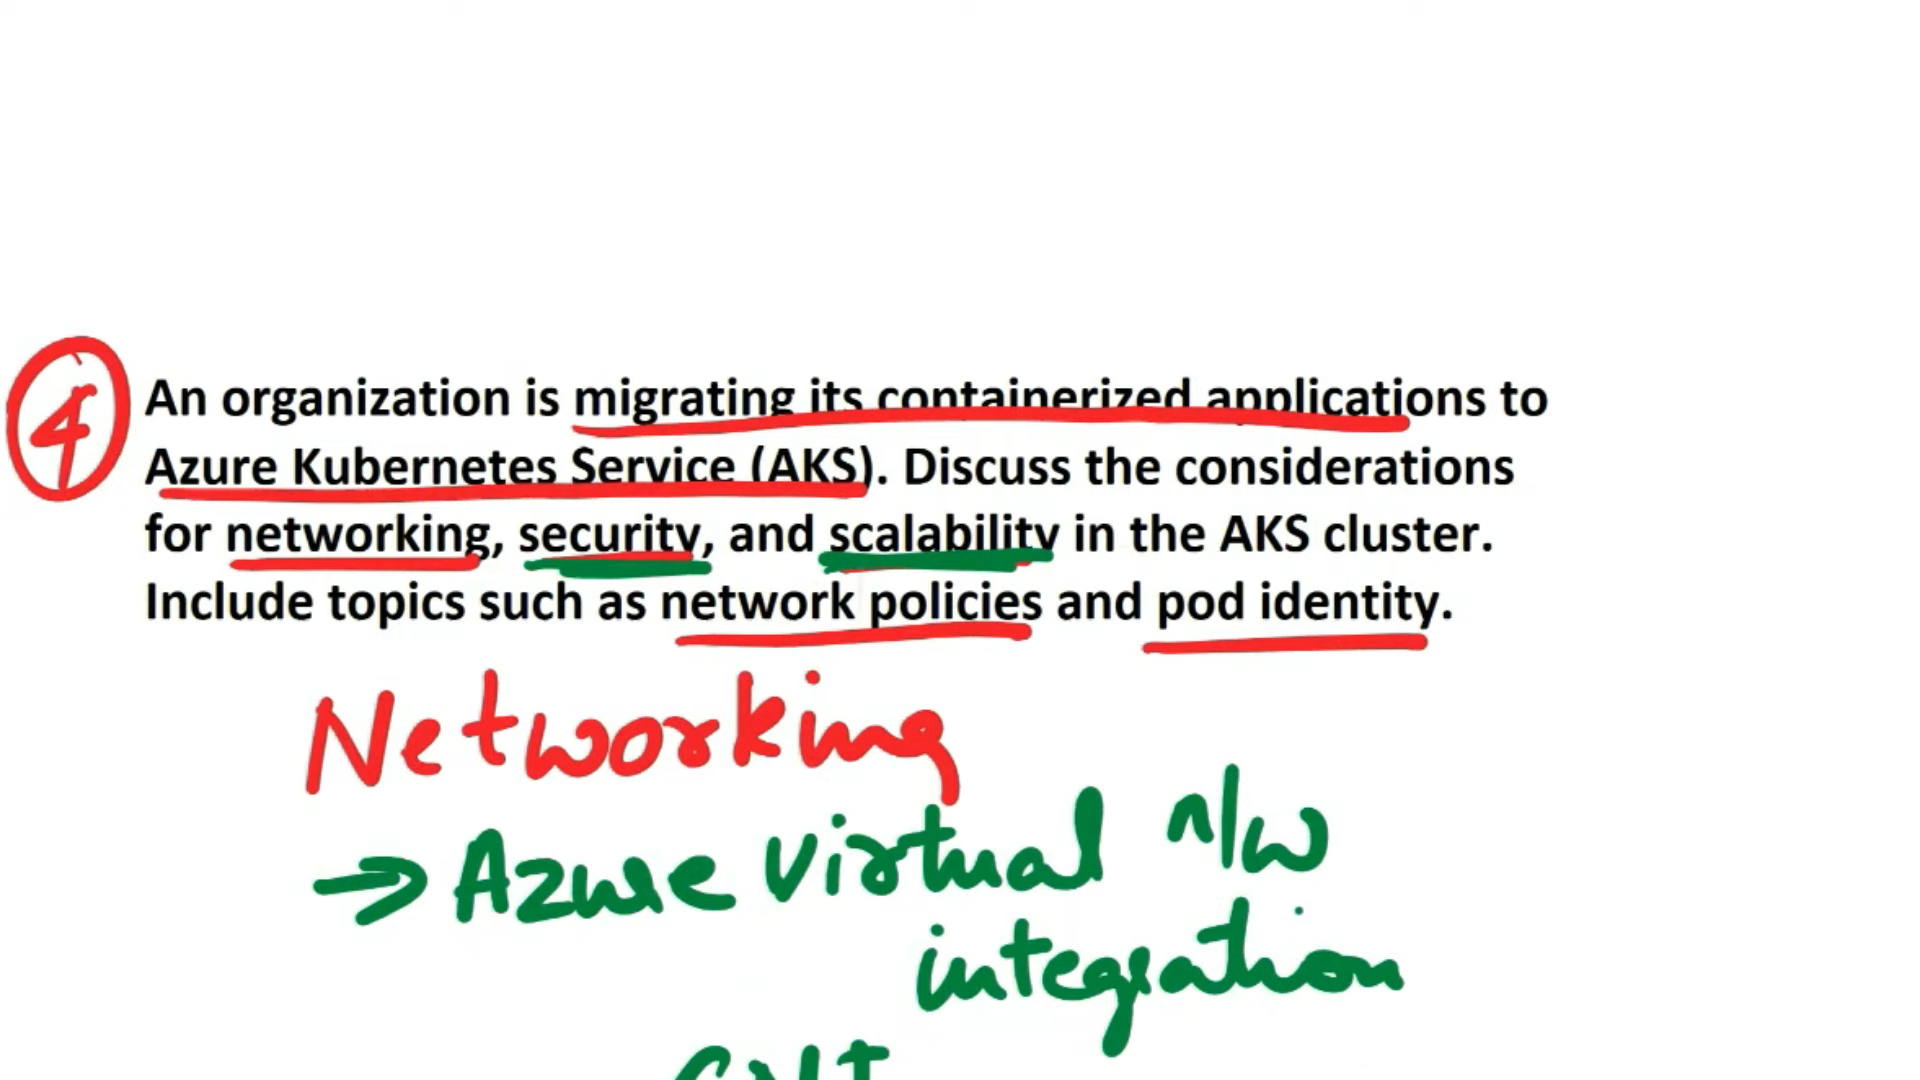 4
An organization is migrating its containerized applications to
Azure Kubernetes Service (AKS). Discuss the considerations
for networking, security, and scalability in the AKS cluster.
Include topics such as network policies and pod identity.
Networking
→ Azure Virtual n/w
integration